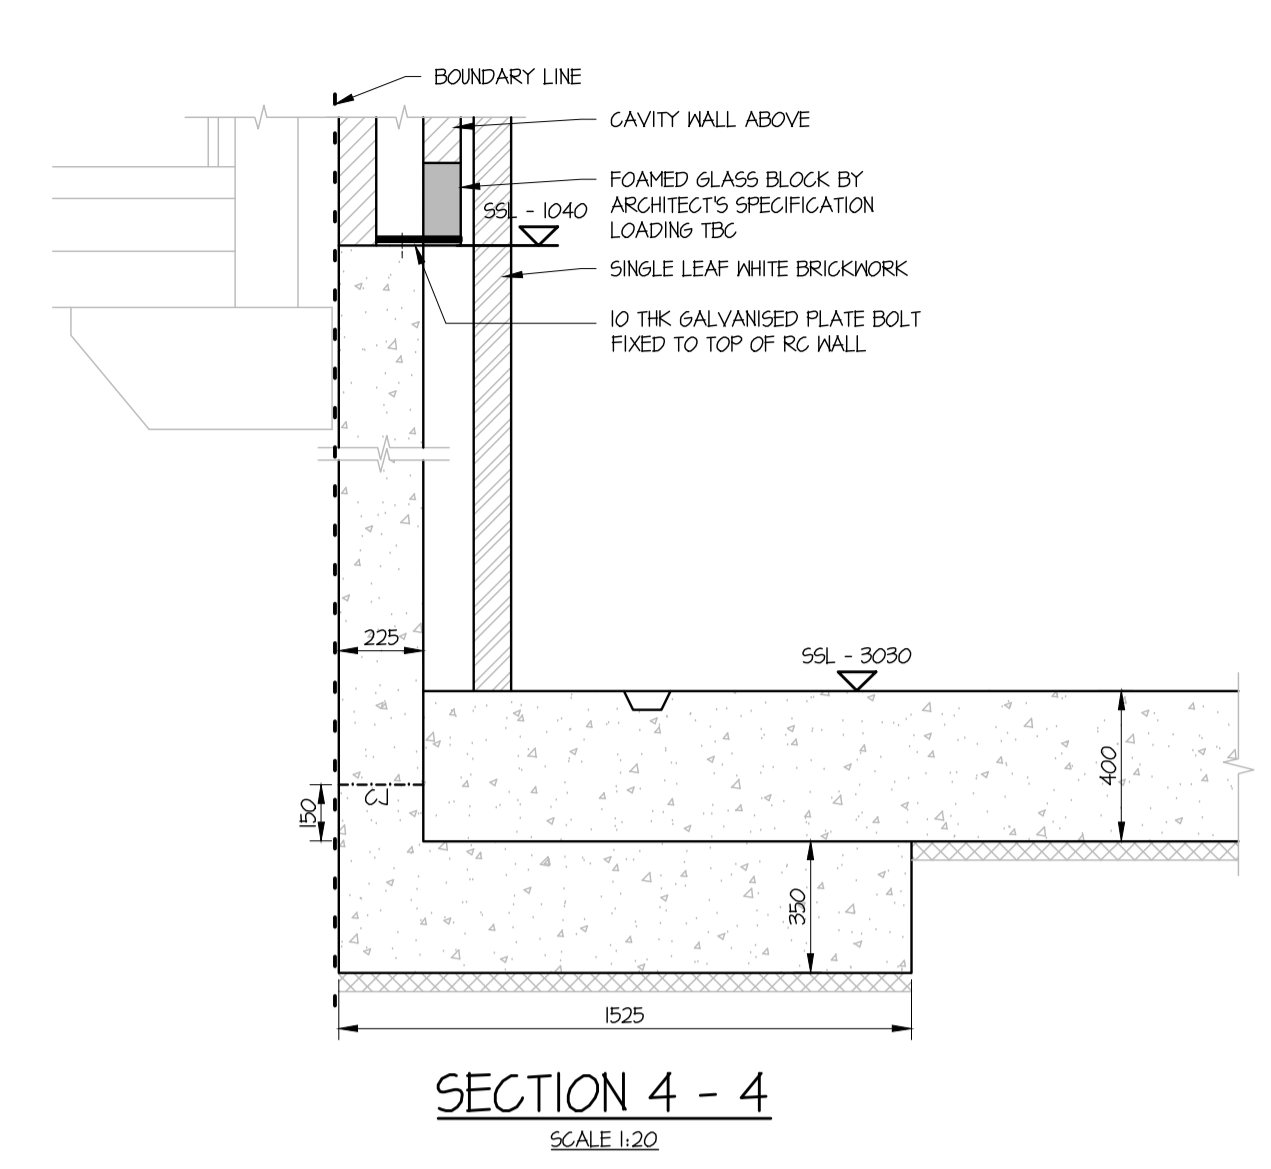 BOUNDARY LINE
CAVITY WALL ABOVE
FOAMED GLASS BLOCK BY
ARCHITECT'S SPECIFICATION
LOADING TBC
SSL - 1040
SINGLE LEAF WHITE BRICKWORK
10 THK GALVANISED PLATE BOLT
FIXED TO TOP OF RC WALL
225
SSL - 3030
400
150
350
1525
SECTION 4 - 4
SCALE 1:20